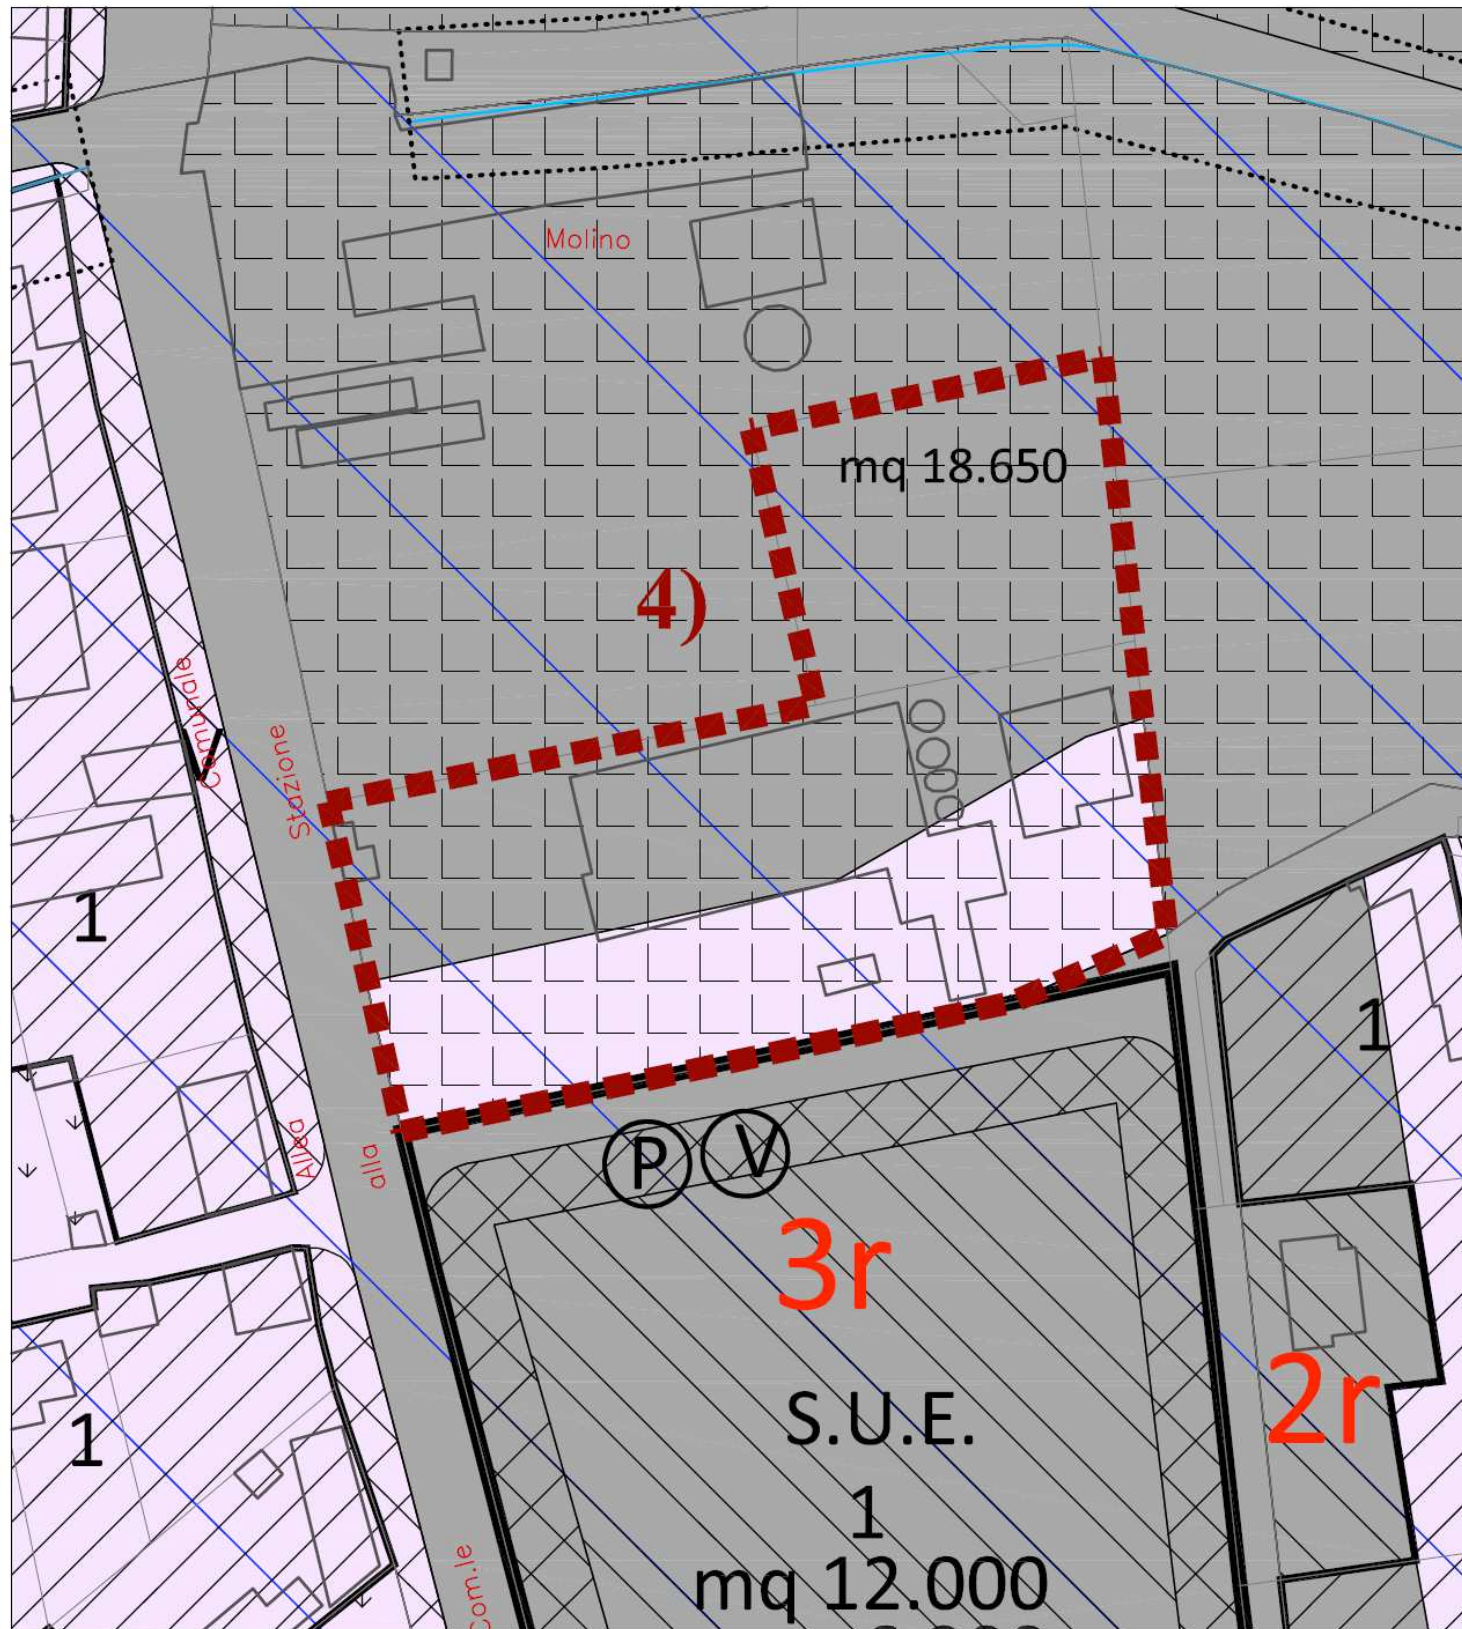 Molino
mq 18.650
4)
Comunale
V
Stazione
1
1
Allea
alla
P
V
3r
2r
S.U.E.
1
1
mq 12.000
Com.le